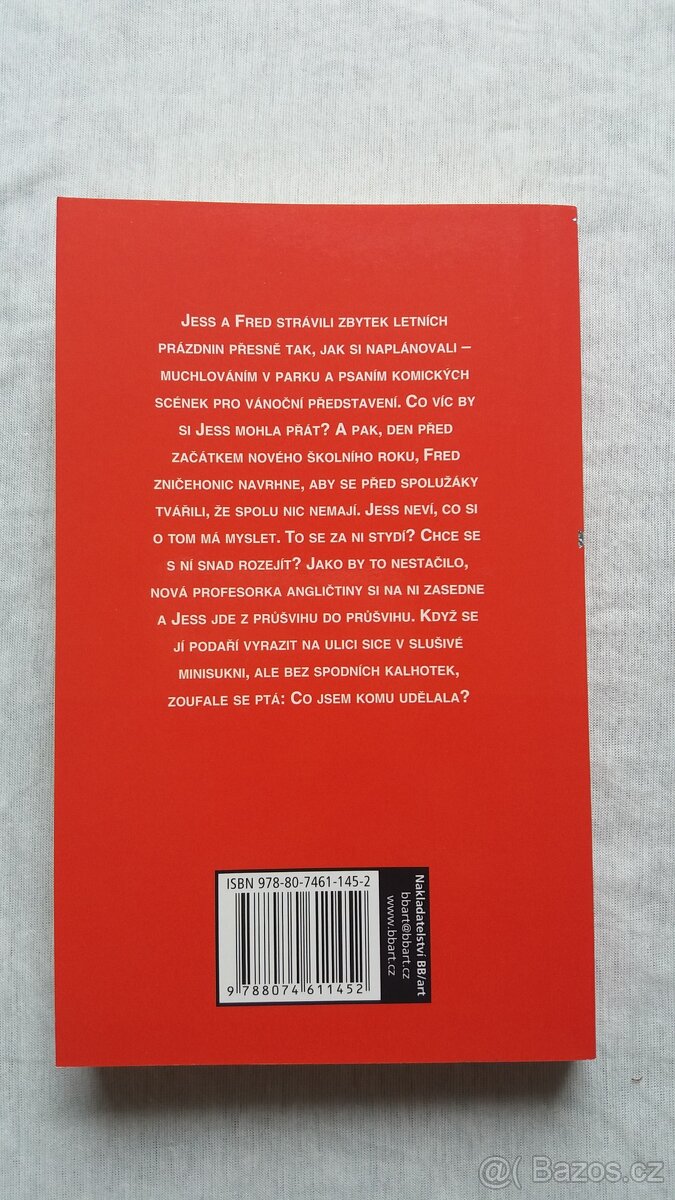 Jess a Fred strávili zbytek letních
prázdnin přesně tak, jak si naplánovali –
muchlováním v parku a psaním komických
scének pro vánoční představení. Co víc by
si Jess mohla přát? A pak, den před
začátkem nového školního roku, Fred
zničehonic navrhne, aby se před spolužáky
tvářili, že spolu nic nemají. Jess neví, co si
o tom má myslet. To se za ni stydí? Chce se
s ní snad rozejít? Jako by to nestačilo,
nová profesorka angličtiny si na ni zasedne
a Jess jde z průšvihu do průšvihu. Když se
jí podaří vyrazit na ulici sice v slušivé
minisukni, ale bez spodních kalhotek,
zoufale se ptá: Co jsem komu udělala?
ISBN 978-80-7461-145-2
9 788074 611452
Nakladatelství BB/art
bbart@bbart.cz
www.bbart.cz
@( Bazos.cz